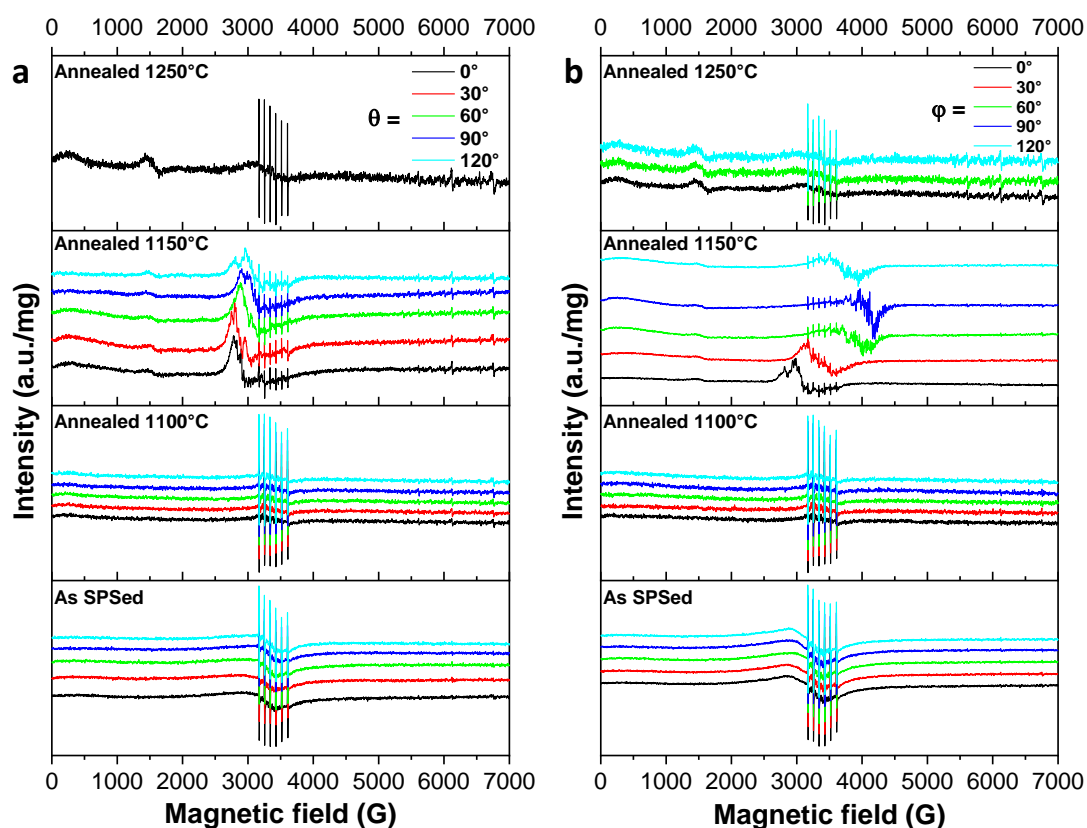 0 1000 2000 3000 4000 5000 6000 7000
a
Annealed 1250°C
θ =
0°
30°
60°
90°
120°
Annealed 1150°C
Annealed 1100°C
As SPSed
Intensity (a.u./mg)
0 1000 2000 3000 4000 5000 6000 7000
Magnetic field (G)
0 1000 2000 3000 4000 5000 6000 7000
b
Annealed 1250°C
φ =
0°
30°
60°
90°
120°
Annealed 1150°C
Annealed 1100°C
As SPSed
Intensity (a.u./mg)
0 1000 2000 3000 4000 5000 6000 7000
Magnetic field (G)